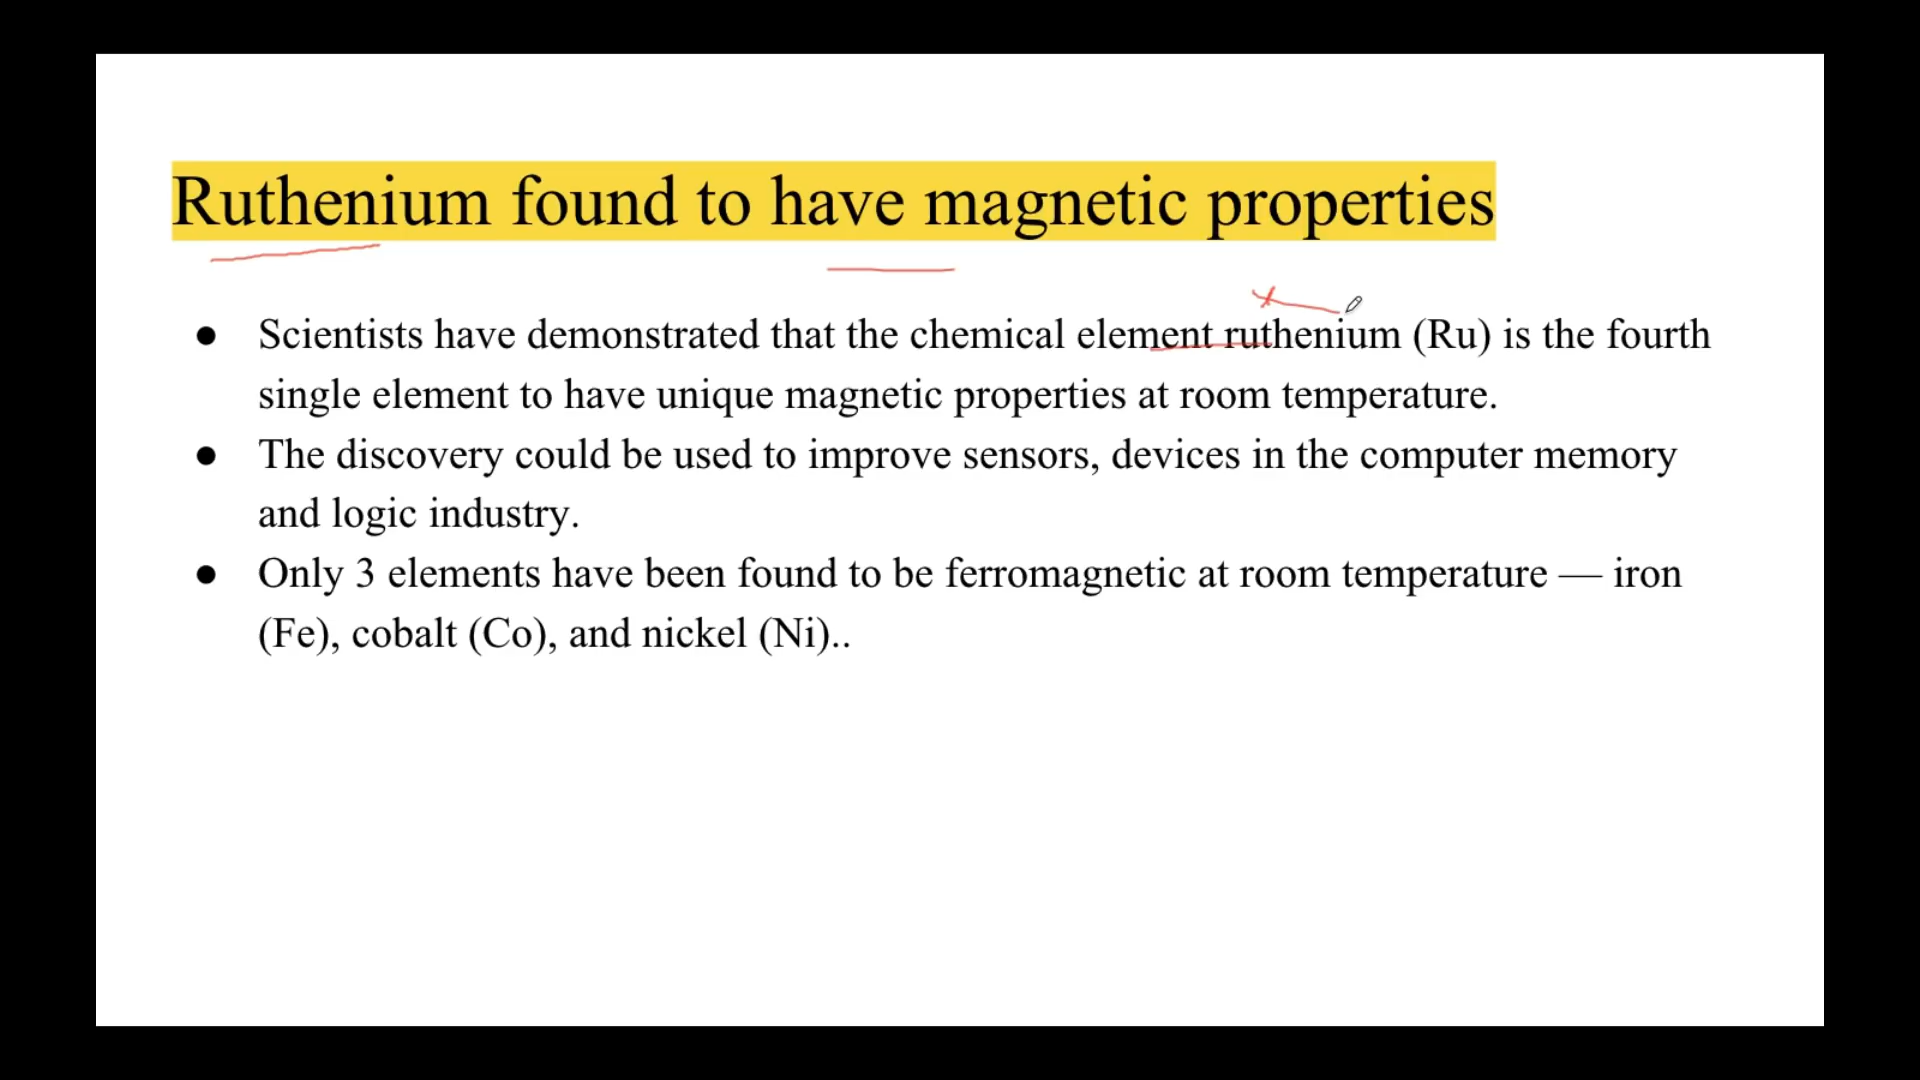 Ruthenium found to have magnetic properties
● Scientists have demonstrated that the chemical element ruthenium (Ru) is the fourth
single element to have unique magnetic properties at room temperature.
● The discovery could be used to improve sensors, devices in the computer memory
and logic industry.
● Only 3 elements have been found to be ferromagnetic at room temperature — iron
(Fe), cobalt (Co), and nickel (Ni)..